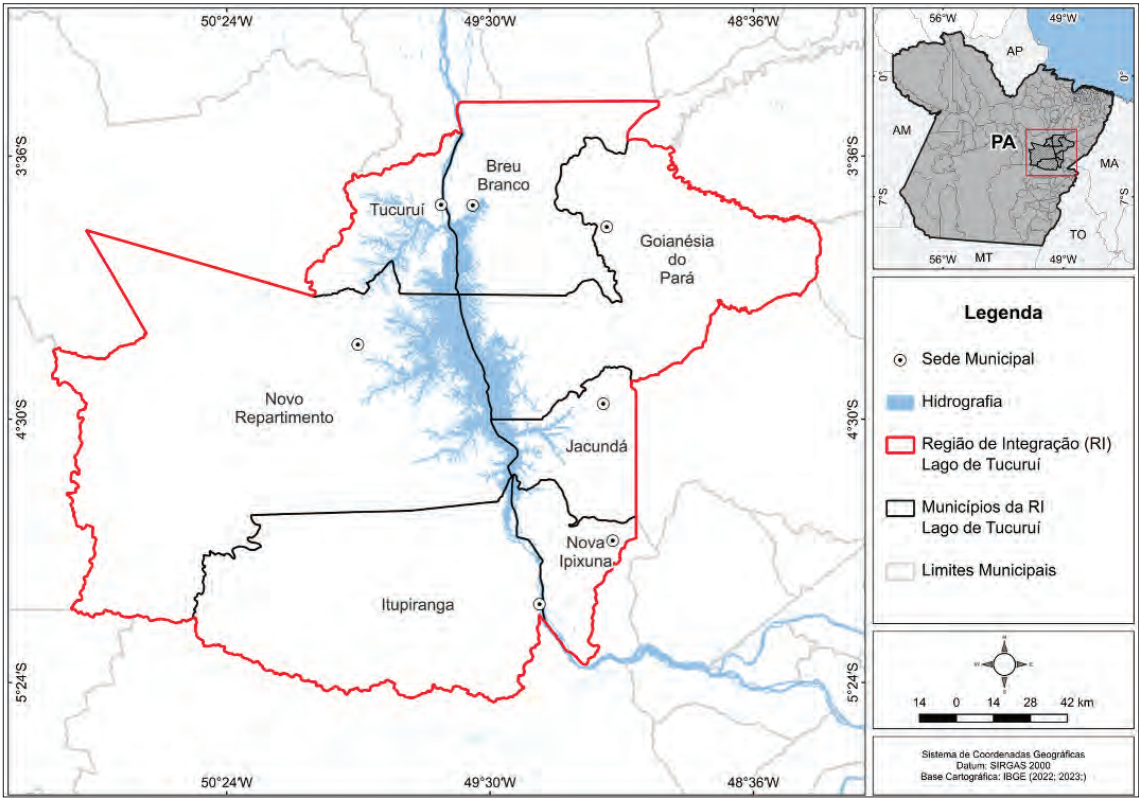 50°24'W
49°30'W
48°36'W
3°36'S
4°30'S
5°24'S
3°36'S
4°30'S
5°24'S
50°24'W
49°30'W
48°36'W
Breu
Branco
Tucuruí
Goianésia
do
Pará
Novo
Repartimento
Jacundá
Nova
Ipixuna
Itupiranga
56°W
49°W
0°
7°S
0°
7°S
56°W
49°W
AP
AM
PA
MA
TO
MT
Legenda
Sede Municipal
Hidrografia
Região de Integração (RI)
Lago de Tucuruí
Municípios da RI
Lago de Tucuruí
Limites Municipais
14 0 14 28 42 km
Sistema de Coordenadas Geográficas
Datum: SIRGAS 2000
Base Cartográfica: IBGE (2022; 2023;)